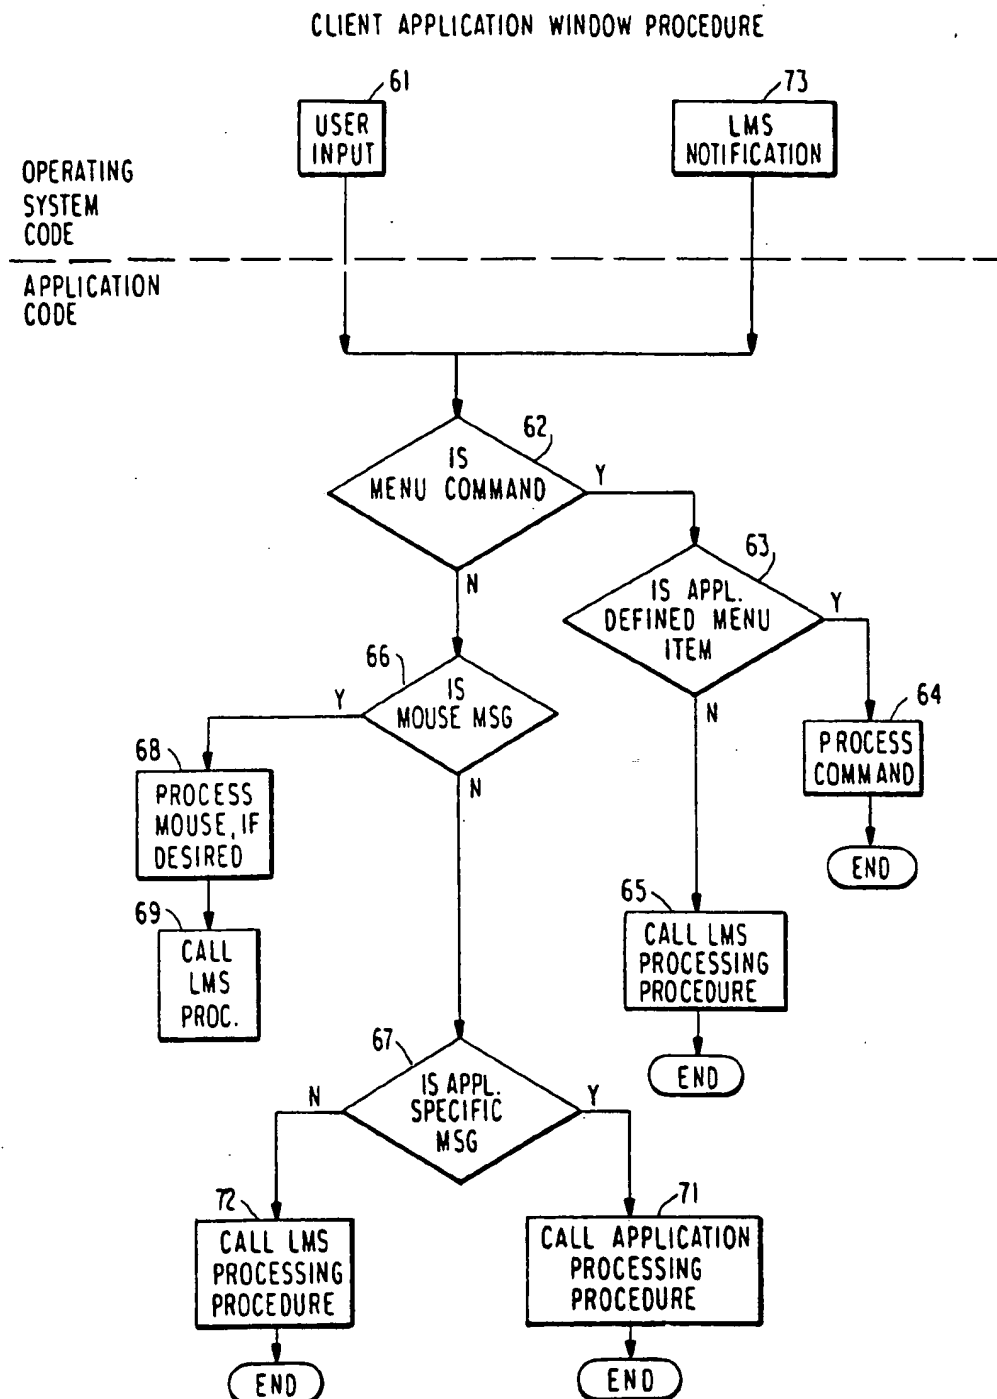 CLIENT APPLICATION WINDOW PROCEDURE
61
73
USER
INPUT
LMS
NOTIFICATION
OPERATING
SYSTEM
CODE
APPLICATION
CODE
62
IS
MENU COMMAND
Y
N
63
IS APPL.
DEFINED MENU
ITEM
Y
N
66
IS
MOUSE MSG
Y
N
64
PROCESS
COMMAND
END
68
PROCESS
MOUSE, IF
DESIRED
69
CALL
LMS
PROC.
65
CALL LMS
PROCESSING
PROCEDURE
END
67
IS APPL.
SPECIFIC
MSG
N
Y
72
CALL LMS
PROCESSING
PROCEDURE
END
71
CALL APPLICATION
PROCESSING
PROCEDURE
END